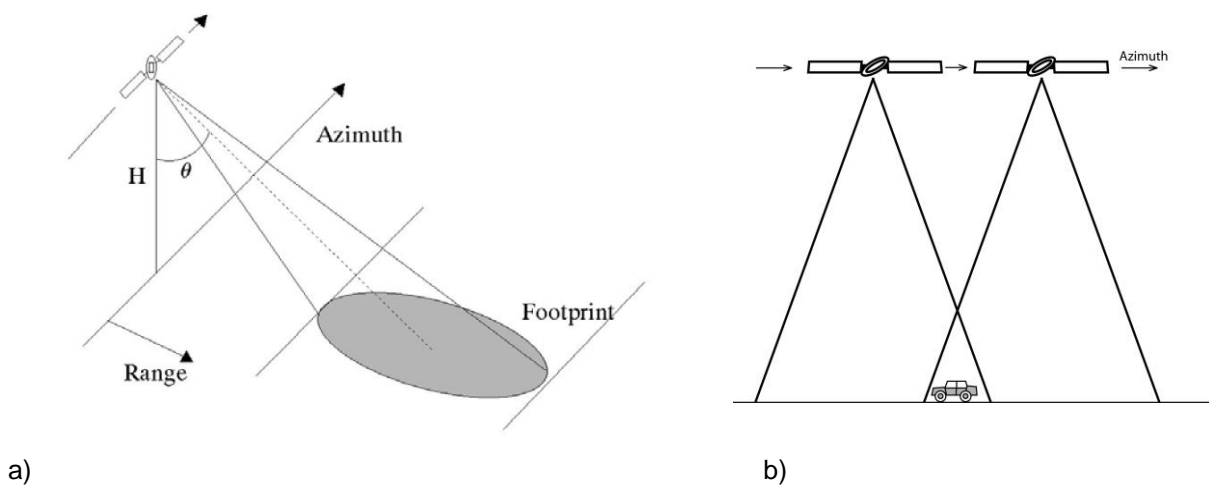 Azimuth
H
θ
Footprint
Range
Azimuth
a)
b)